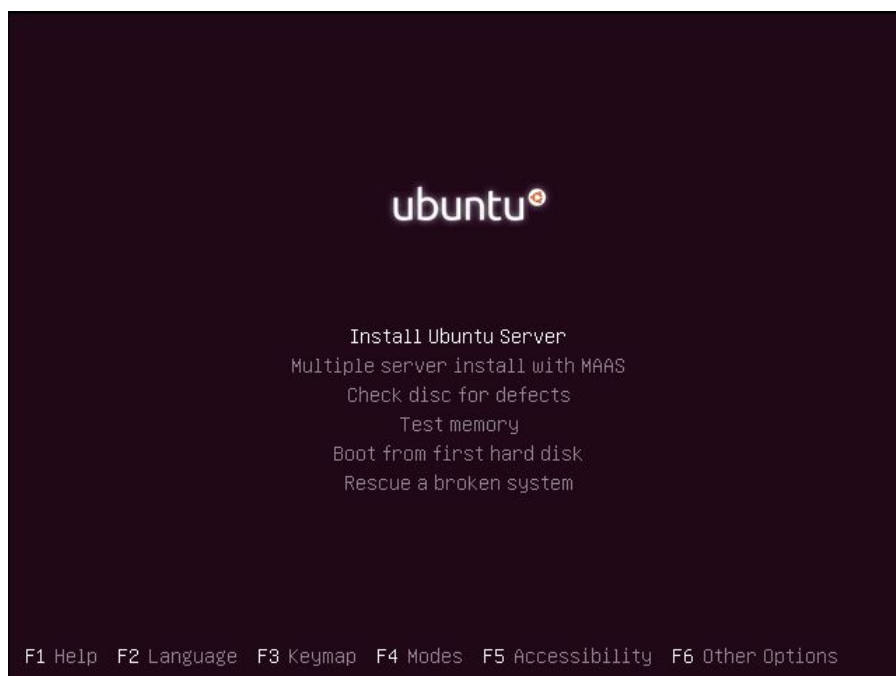 ubuntu
Install Ubuntu Server
Multiple server install with MAAS
Check disc for defects
Test memory
Boot from first hard disk
Rescue a broken system
F1 Help F2 Language F3 Keymap F4 Modes F5 Accessibility F6 Other Options